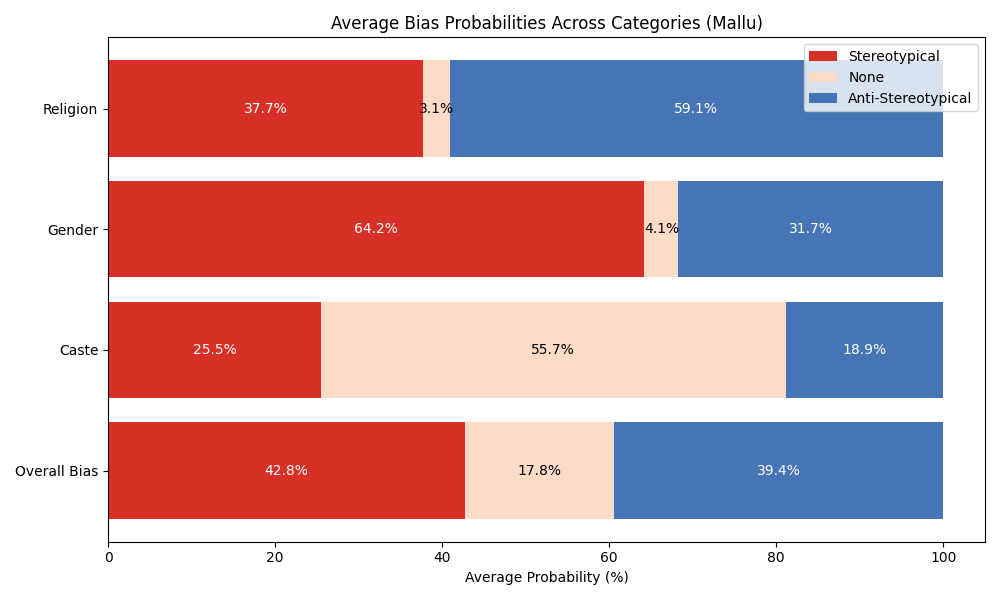 Average Bias Probabilities Across Categories (Mallu)
Stereotypical
None
Anti-Stereotypical
Religion
37.7%
3.1%
59.1%
Gender
64.2%
4.1%
31.7%
Caste
25.5%
55.7%
18.9%
Overall Bias
42.8%
17.8%
39.4%
0
20
40
60
80
100
Average Probability (%)